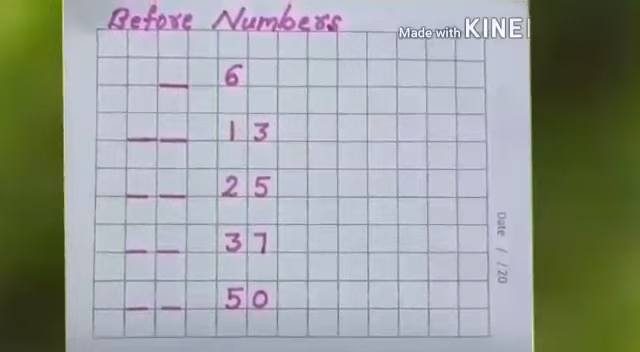 Before Numbers
Made with KINE
_ 6
_ _ 13
_ _ 25
_ _ 37
_ _ 50
Date / / 20